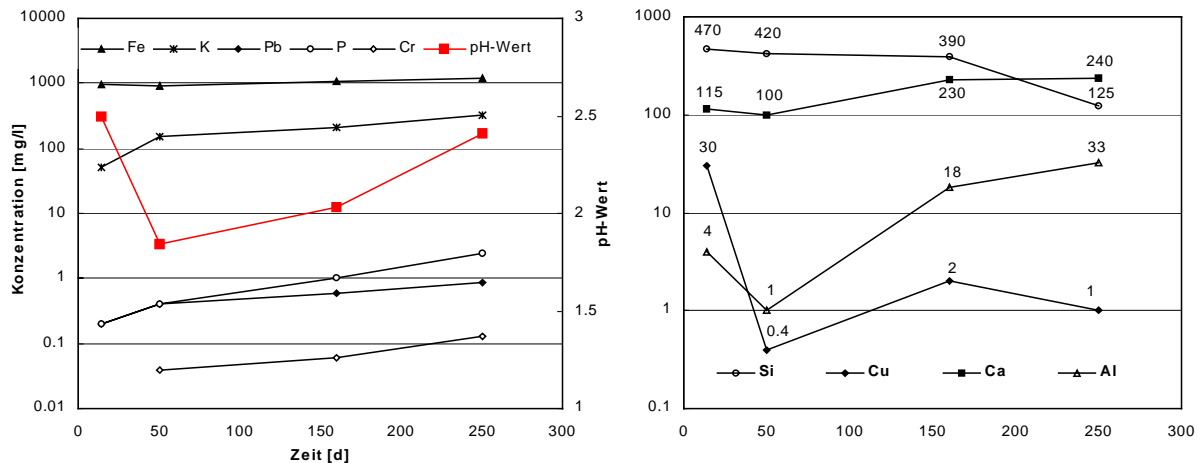 10000
1000
100
10
1
0.1
0.01
Konzentration [mg/l]
Fe K Pb P Cr pH-Wert
3
2.5
2
1.5
1
pH-Wert
0 50 100 150 200 250 300
Zeit [d]
1000
100
10
1
0.1
470 420 390 240
115 100 230 125
30 18 33
4 1 2 1
0.4
Si Cu Ca Al
0 50 100 150 200 250 300